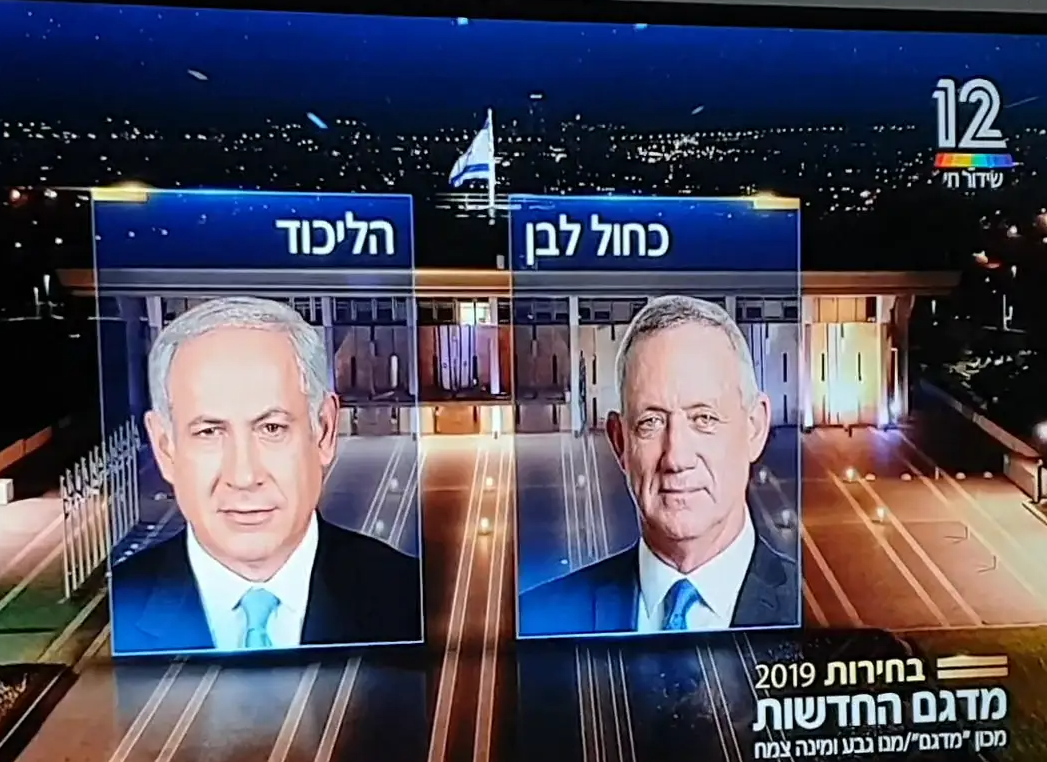 12
שידור חי
כחול לבן
הליכוד
בחירות 2019
מדגם החדשות
מכון "מדגם"/מנו גבע ומינה צמח